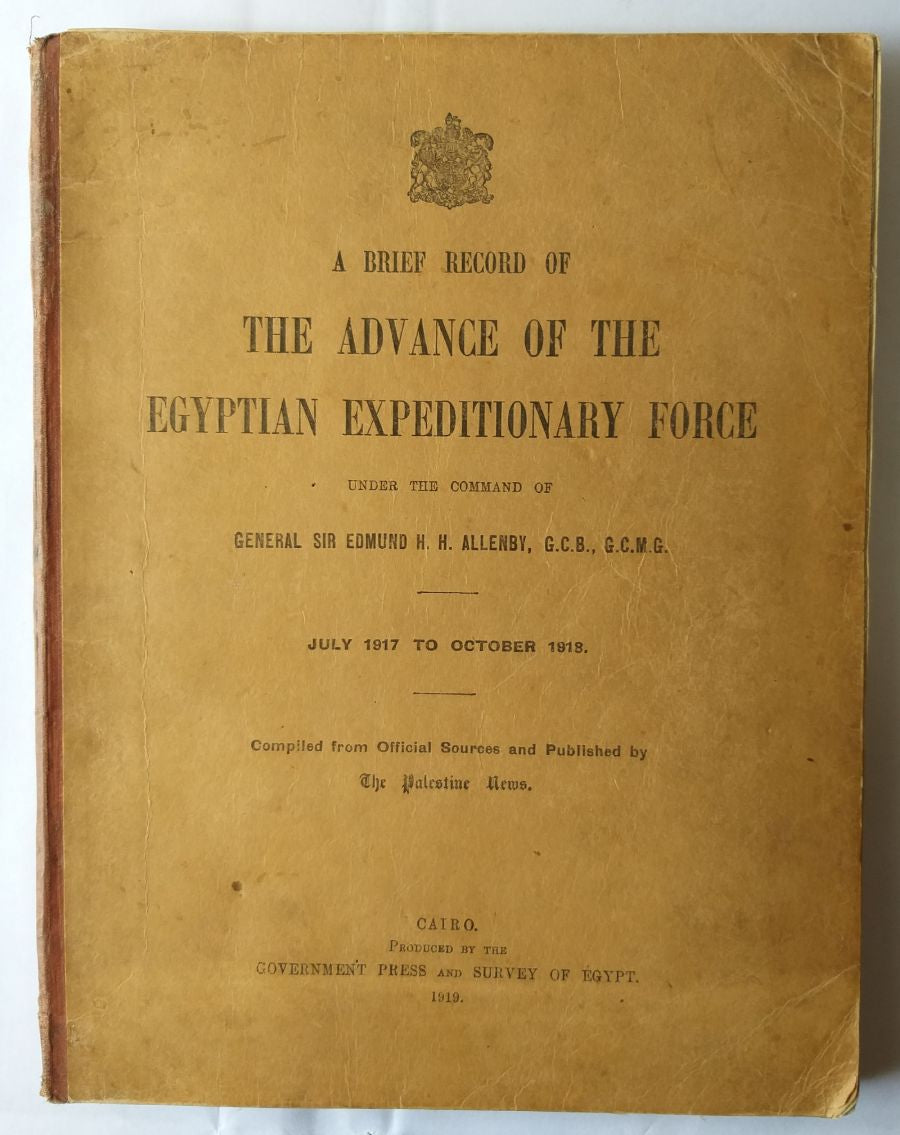 A BRIEF RECORD OF
THE ADVANCE OF THE
EGYPTIAN EXPEDITIONARY FORCE
UNDER THE COMMAND OF
GENERAL SIR EDMUND H. H. ALLENBY, G.C.B., G.C.M.G.
JULY 1917 TO OCTOBER 1918.
Compiled from Official Sources and Published by
The Palestine News.
CAIRO.
PRODUCED BY THE
GOVERNMENT PRESS AND SURVEY OF EGYPT.
1919.